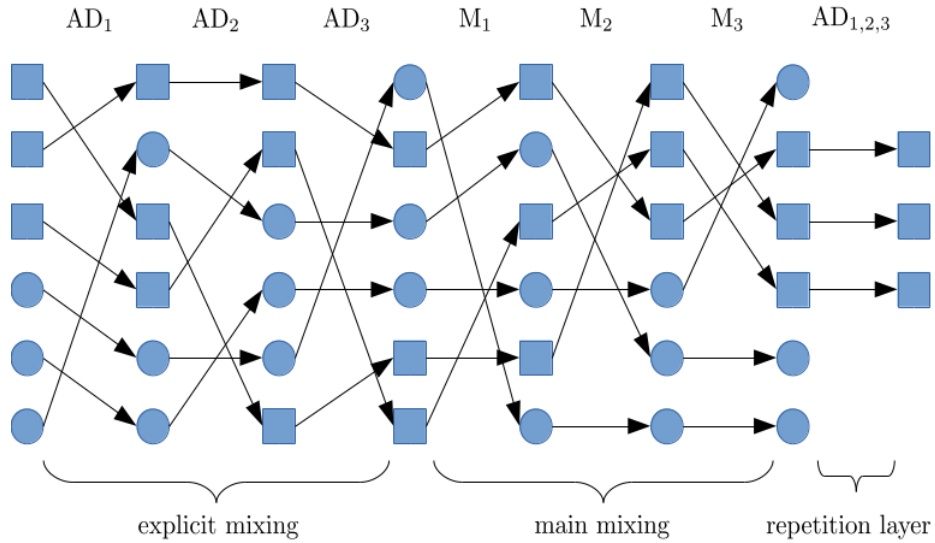 AD₁ AD₂ AD₃ M₁ M₂ M₃ AD₁,₂,₃
explicit mixing main mixing repetition layer